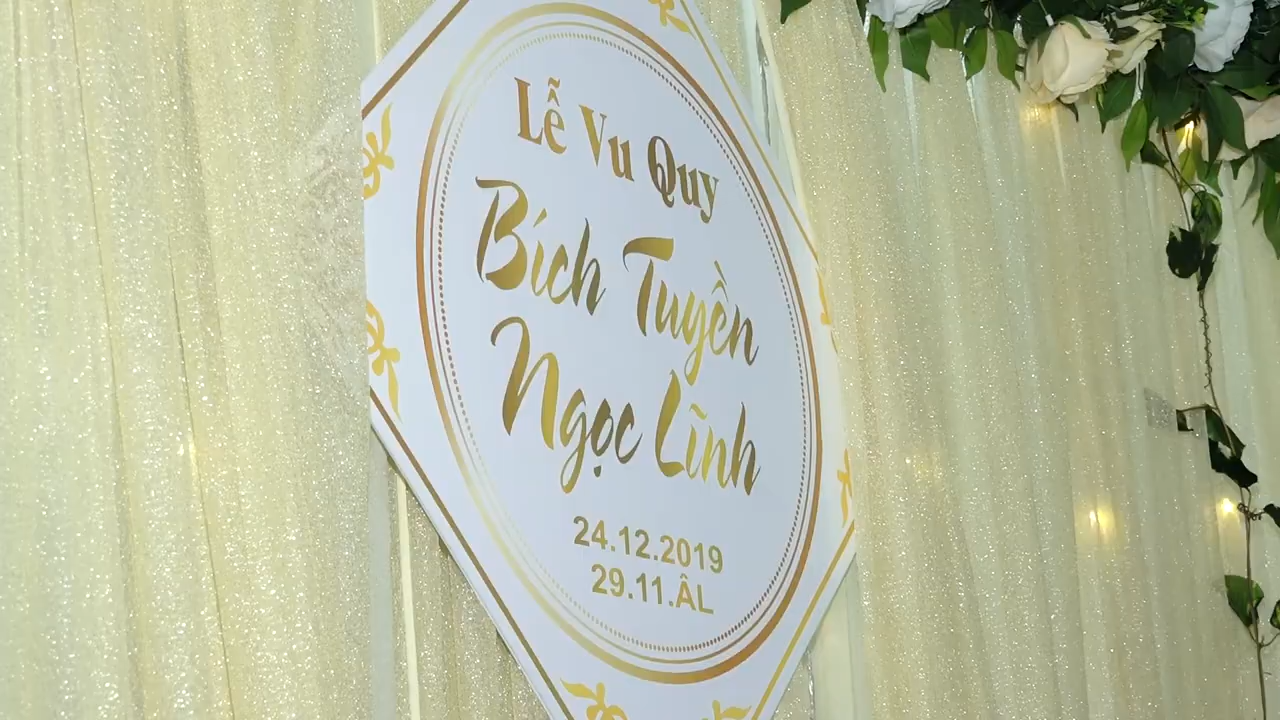 Lễ Vu Quy
Bích Tuyền
Ngọc Lĩnh
24.12.2019
29.11.ÂL